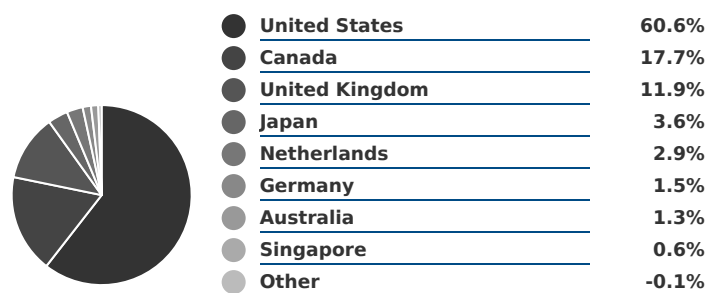 United States 60.6%
Canada 17.7%
United Kingdom 11.9%
Japan 3.6%
Netherlands 2.9%
Germany 1.5%
Australia 1.3%
Singapore 0.6%
Other -0.1%